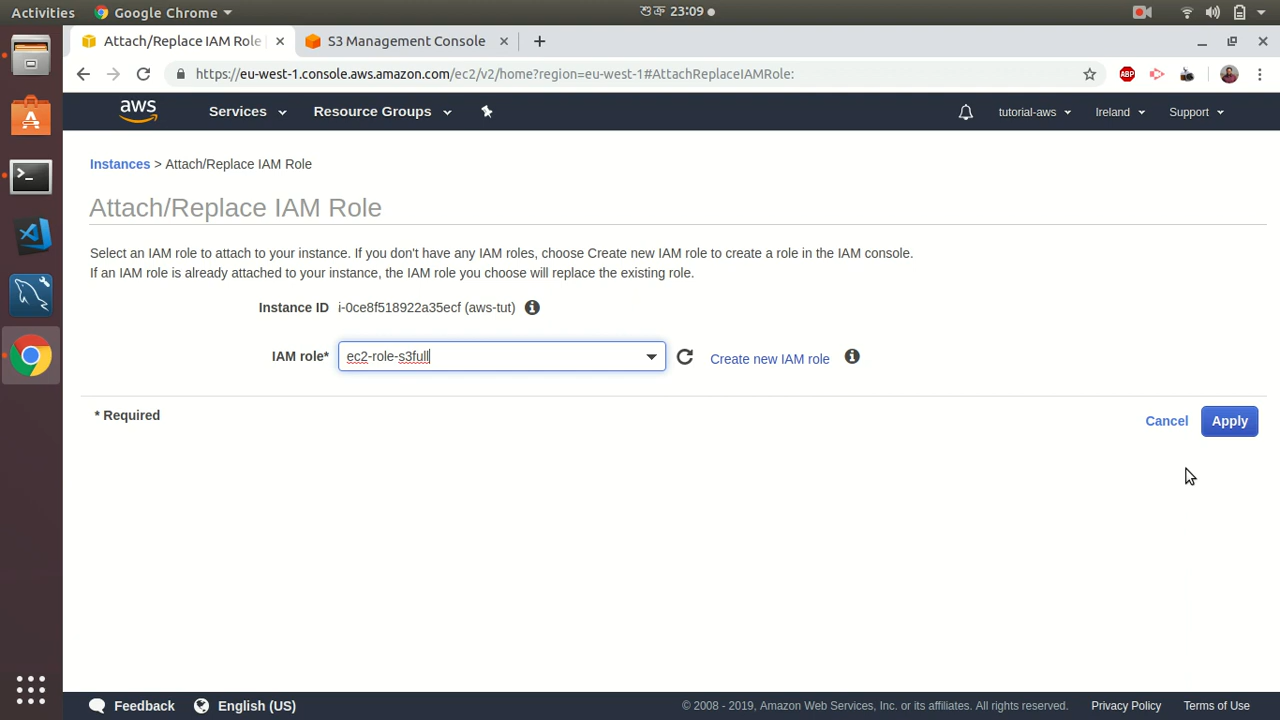 Activities Google Chrome শুক্র 23:09
Attach/Replace IAM Role S3 Management Console
https://eu-west-1.console.aws.amazon.com/ec2/v2/home?region=eu-west-1#AttachReplaceIAMRole:
ABP
aws Services Resource Groups tutorial-aws Ireland Support
Instances > Attach/Replace IAM Role
Attach/Replace IAM Role
Select an IAM role to attach to your instance. If you don't have any IAM roles, choose Create new IAM role to create a role in the IAM console.
If an IAM role is already attached to your instance, the IAM role you choose will replace the existing role.
Instance ID i-0ce8f518922a35ecf (aws-tut)
IAM role* ec2-role-s3full Create new IAM role
* Required
Cancel Apply
Feedback English (US) © 2008 - 2019, Amazon Web Services, Inc. or its affiliates. All rights reserved. Privacy Policy Terms of Use